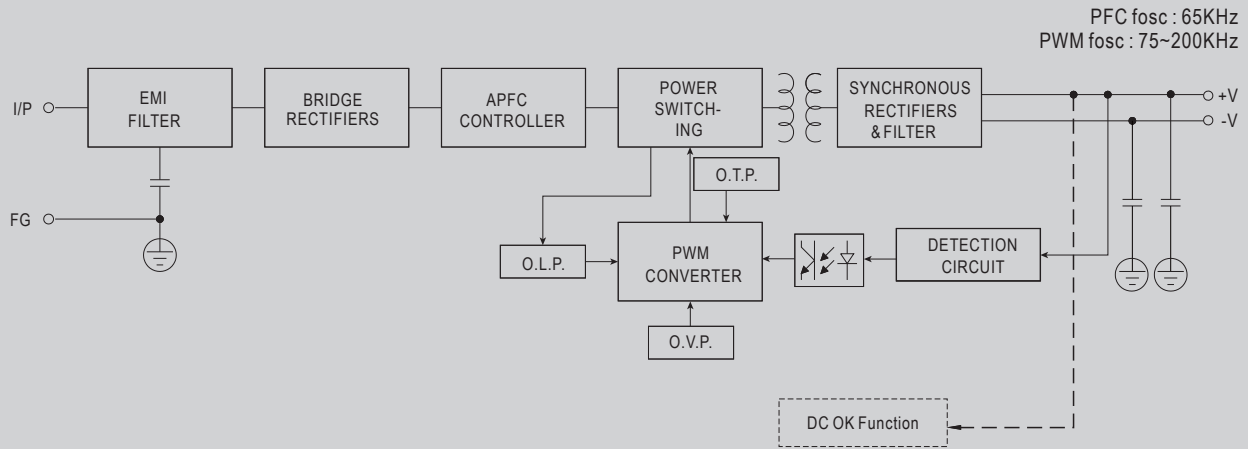 PFC fosc : 65KHz
PWM fosc : 75~200KHz
I/P
EMI
FILTER
BRIDGE
RECTIFIERS
APFC
CONTROLLER
POWER
SWITCH-
ING
SYNCHRONOUS
RECTIFIERS
&FILTER
+V
-V
O.T.P.
FG
O.L.P.
PWM
CONVERTER
DETECTION
CIRCUIT
O.V.P.
DC OK Function